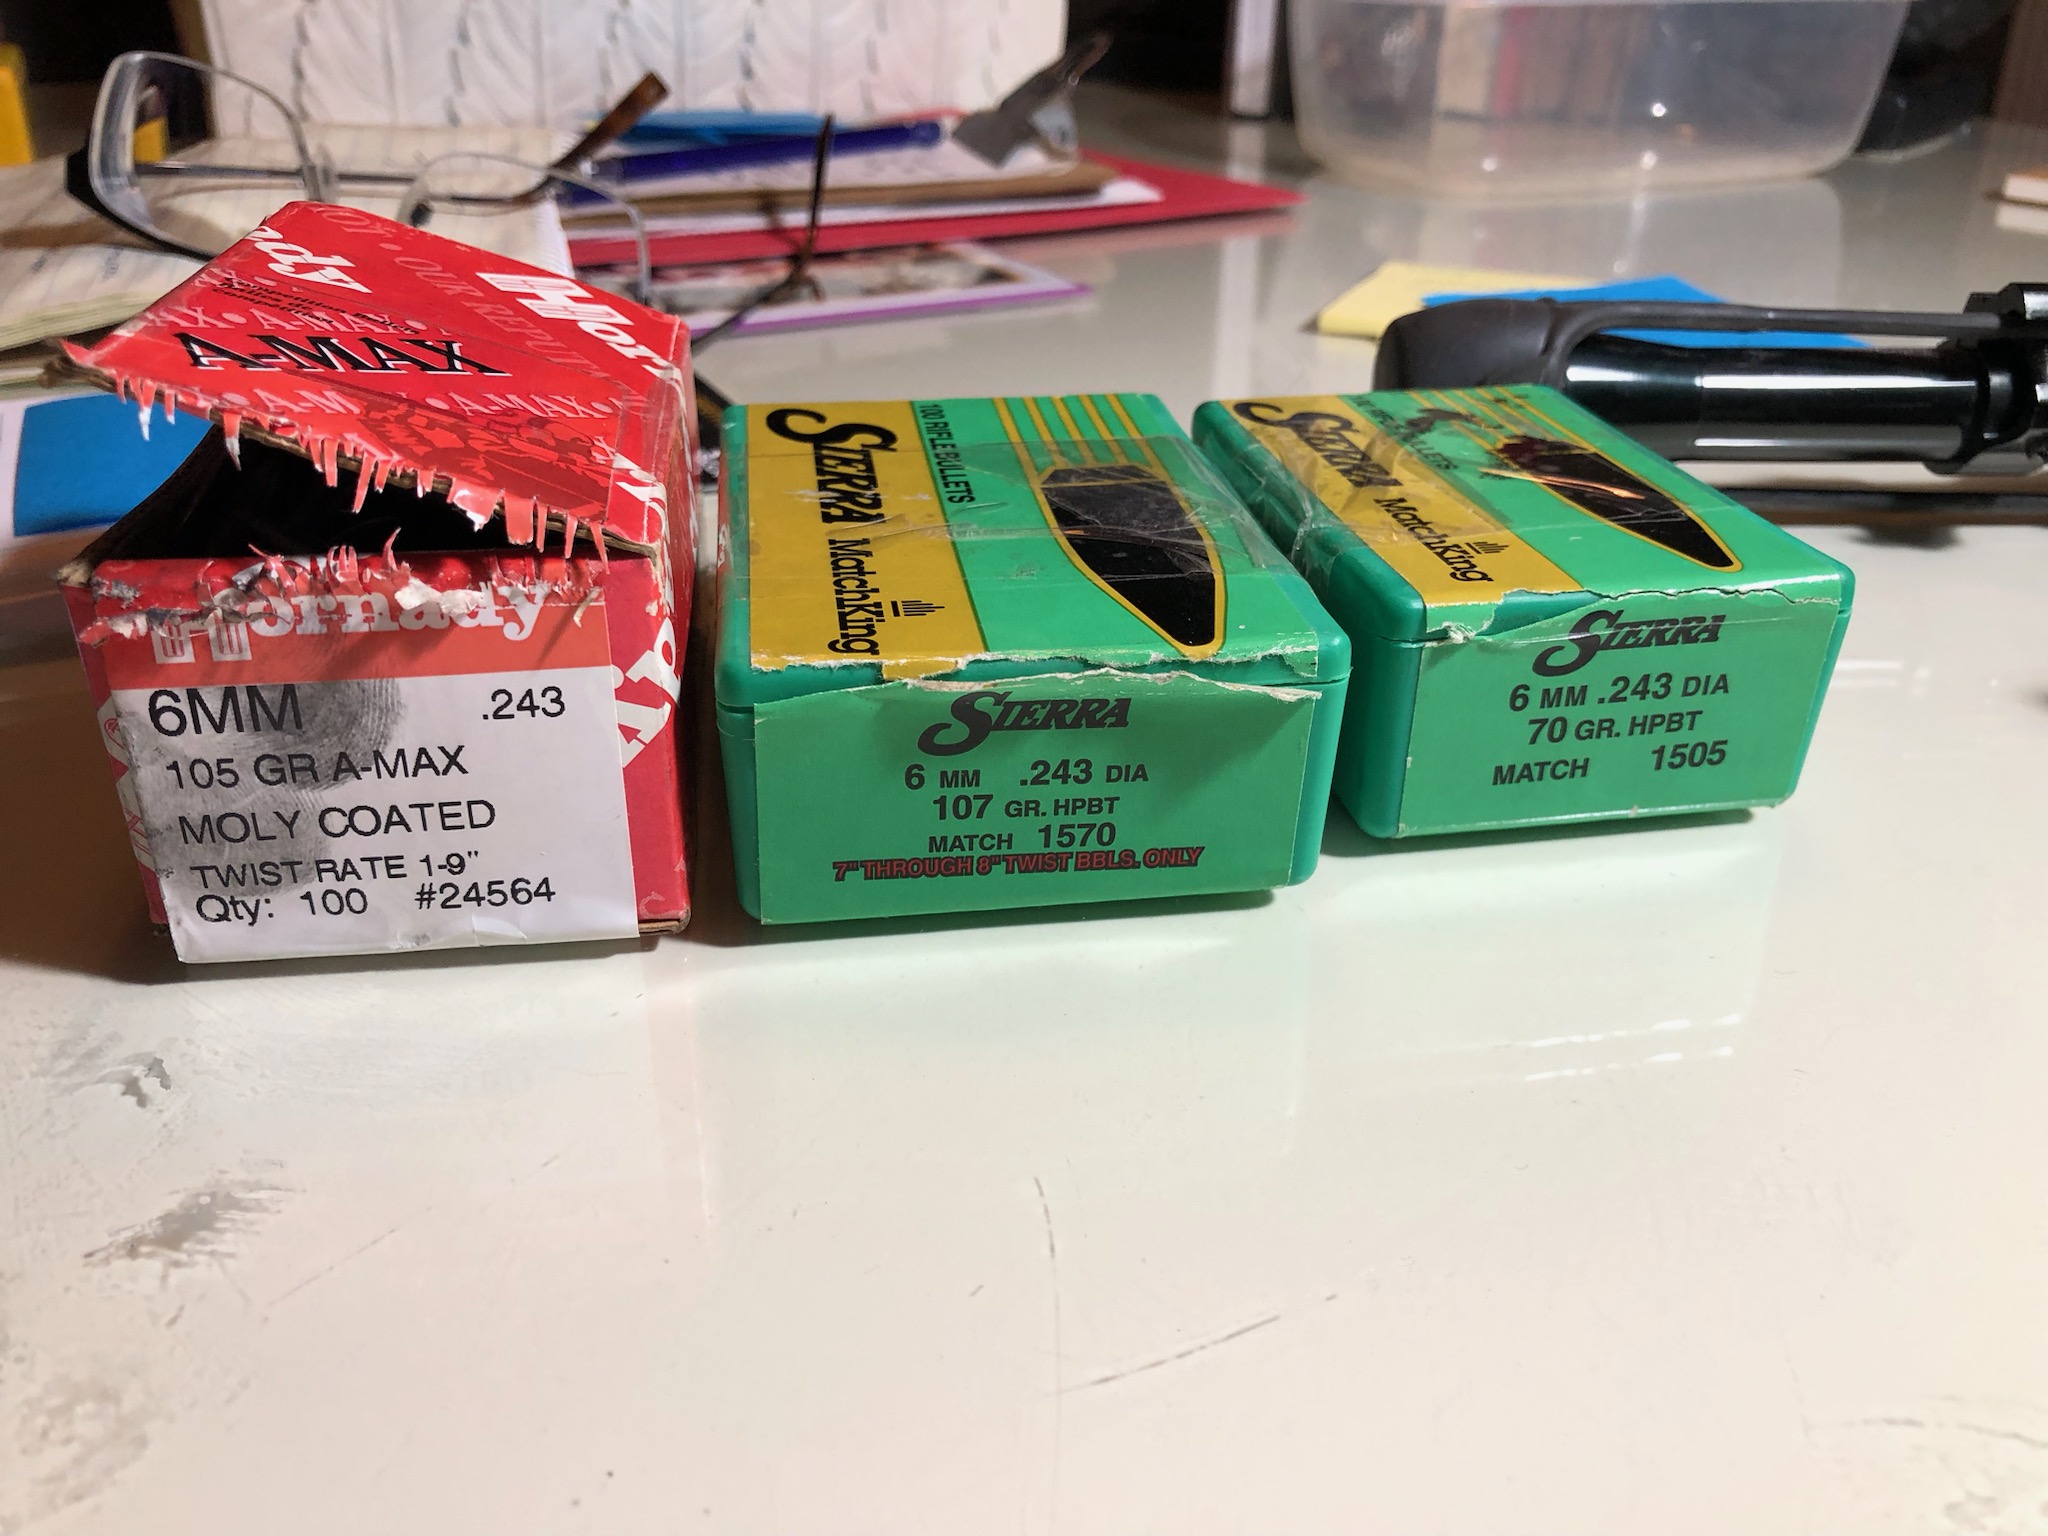 Hornady
A-MAX
Hornady
6MM .243
105 GR A-MAX
MOLY COATED
TWIST RATE 1-9"
Qty: 100 #24564
SIERRA MatchKing
100 RIFLE BULLETS
SIERRA
6 MM .243 DIA
107 GR. HPBT
MATCH 1570
7" THROUGH 8" TWIST BBLS. ONLY
SIERRA MatchKing
SIERRA
6 MM .243 DIA
70 GR. HPBT
MATCH 1505